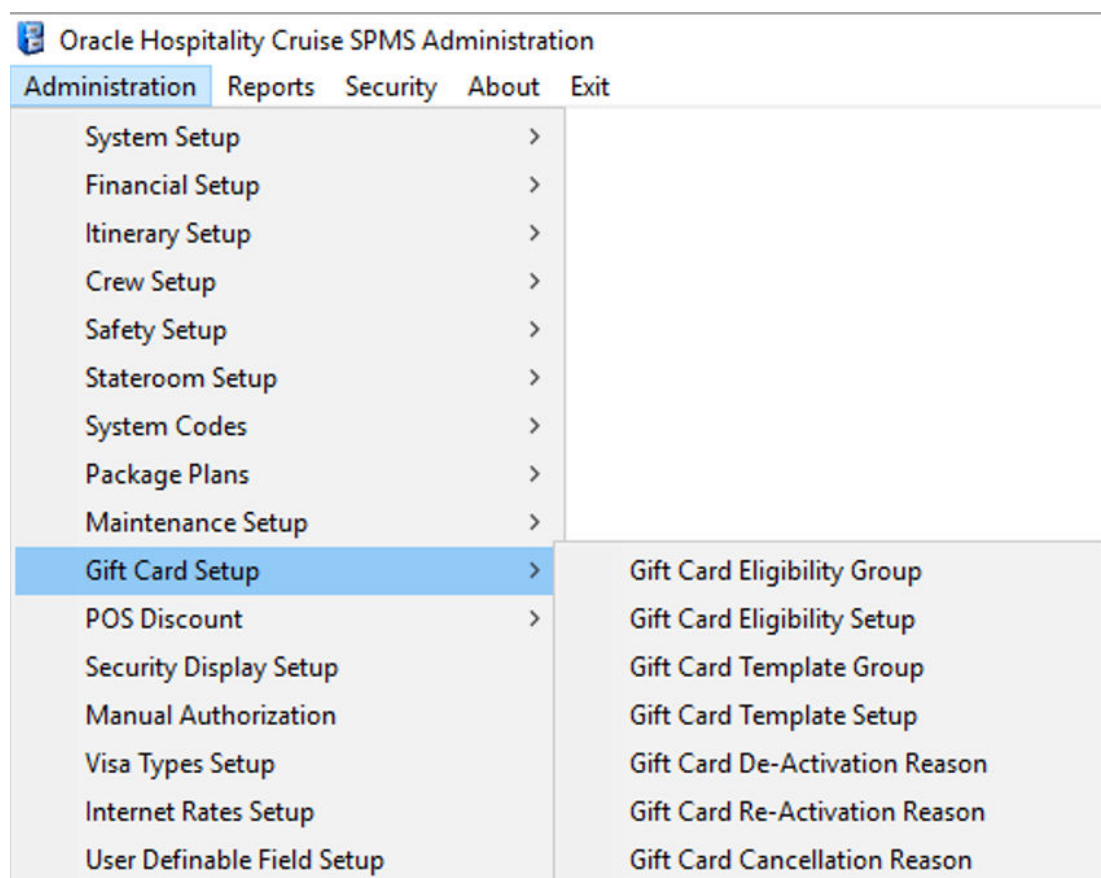 Oracle Hospitality Cruise SPMS Administration
Administration Reports Security About Exit
System Setup
Financial Setup
Itinerary Setup
Crew Setup
Safety Setup
Stateroom Setup
System Codes
Package Plans
Maintenance Setup
Gift Card Setup
POS Discount
Security Display Setup
Manual Authorization
Visa Types Setup
Internet Rates Setup
User Definable Field Setup
Gift Card Eligibility Group
Gift Card Eligibility Setup
Gift Card Template Group
Gift Card Template Setup
Gift Card De-Activation Reason
Gift Card Re-Activation Reason
Gift Card Cancellation Reason